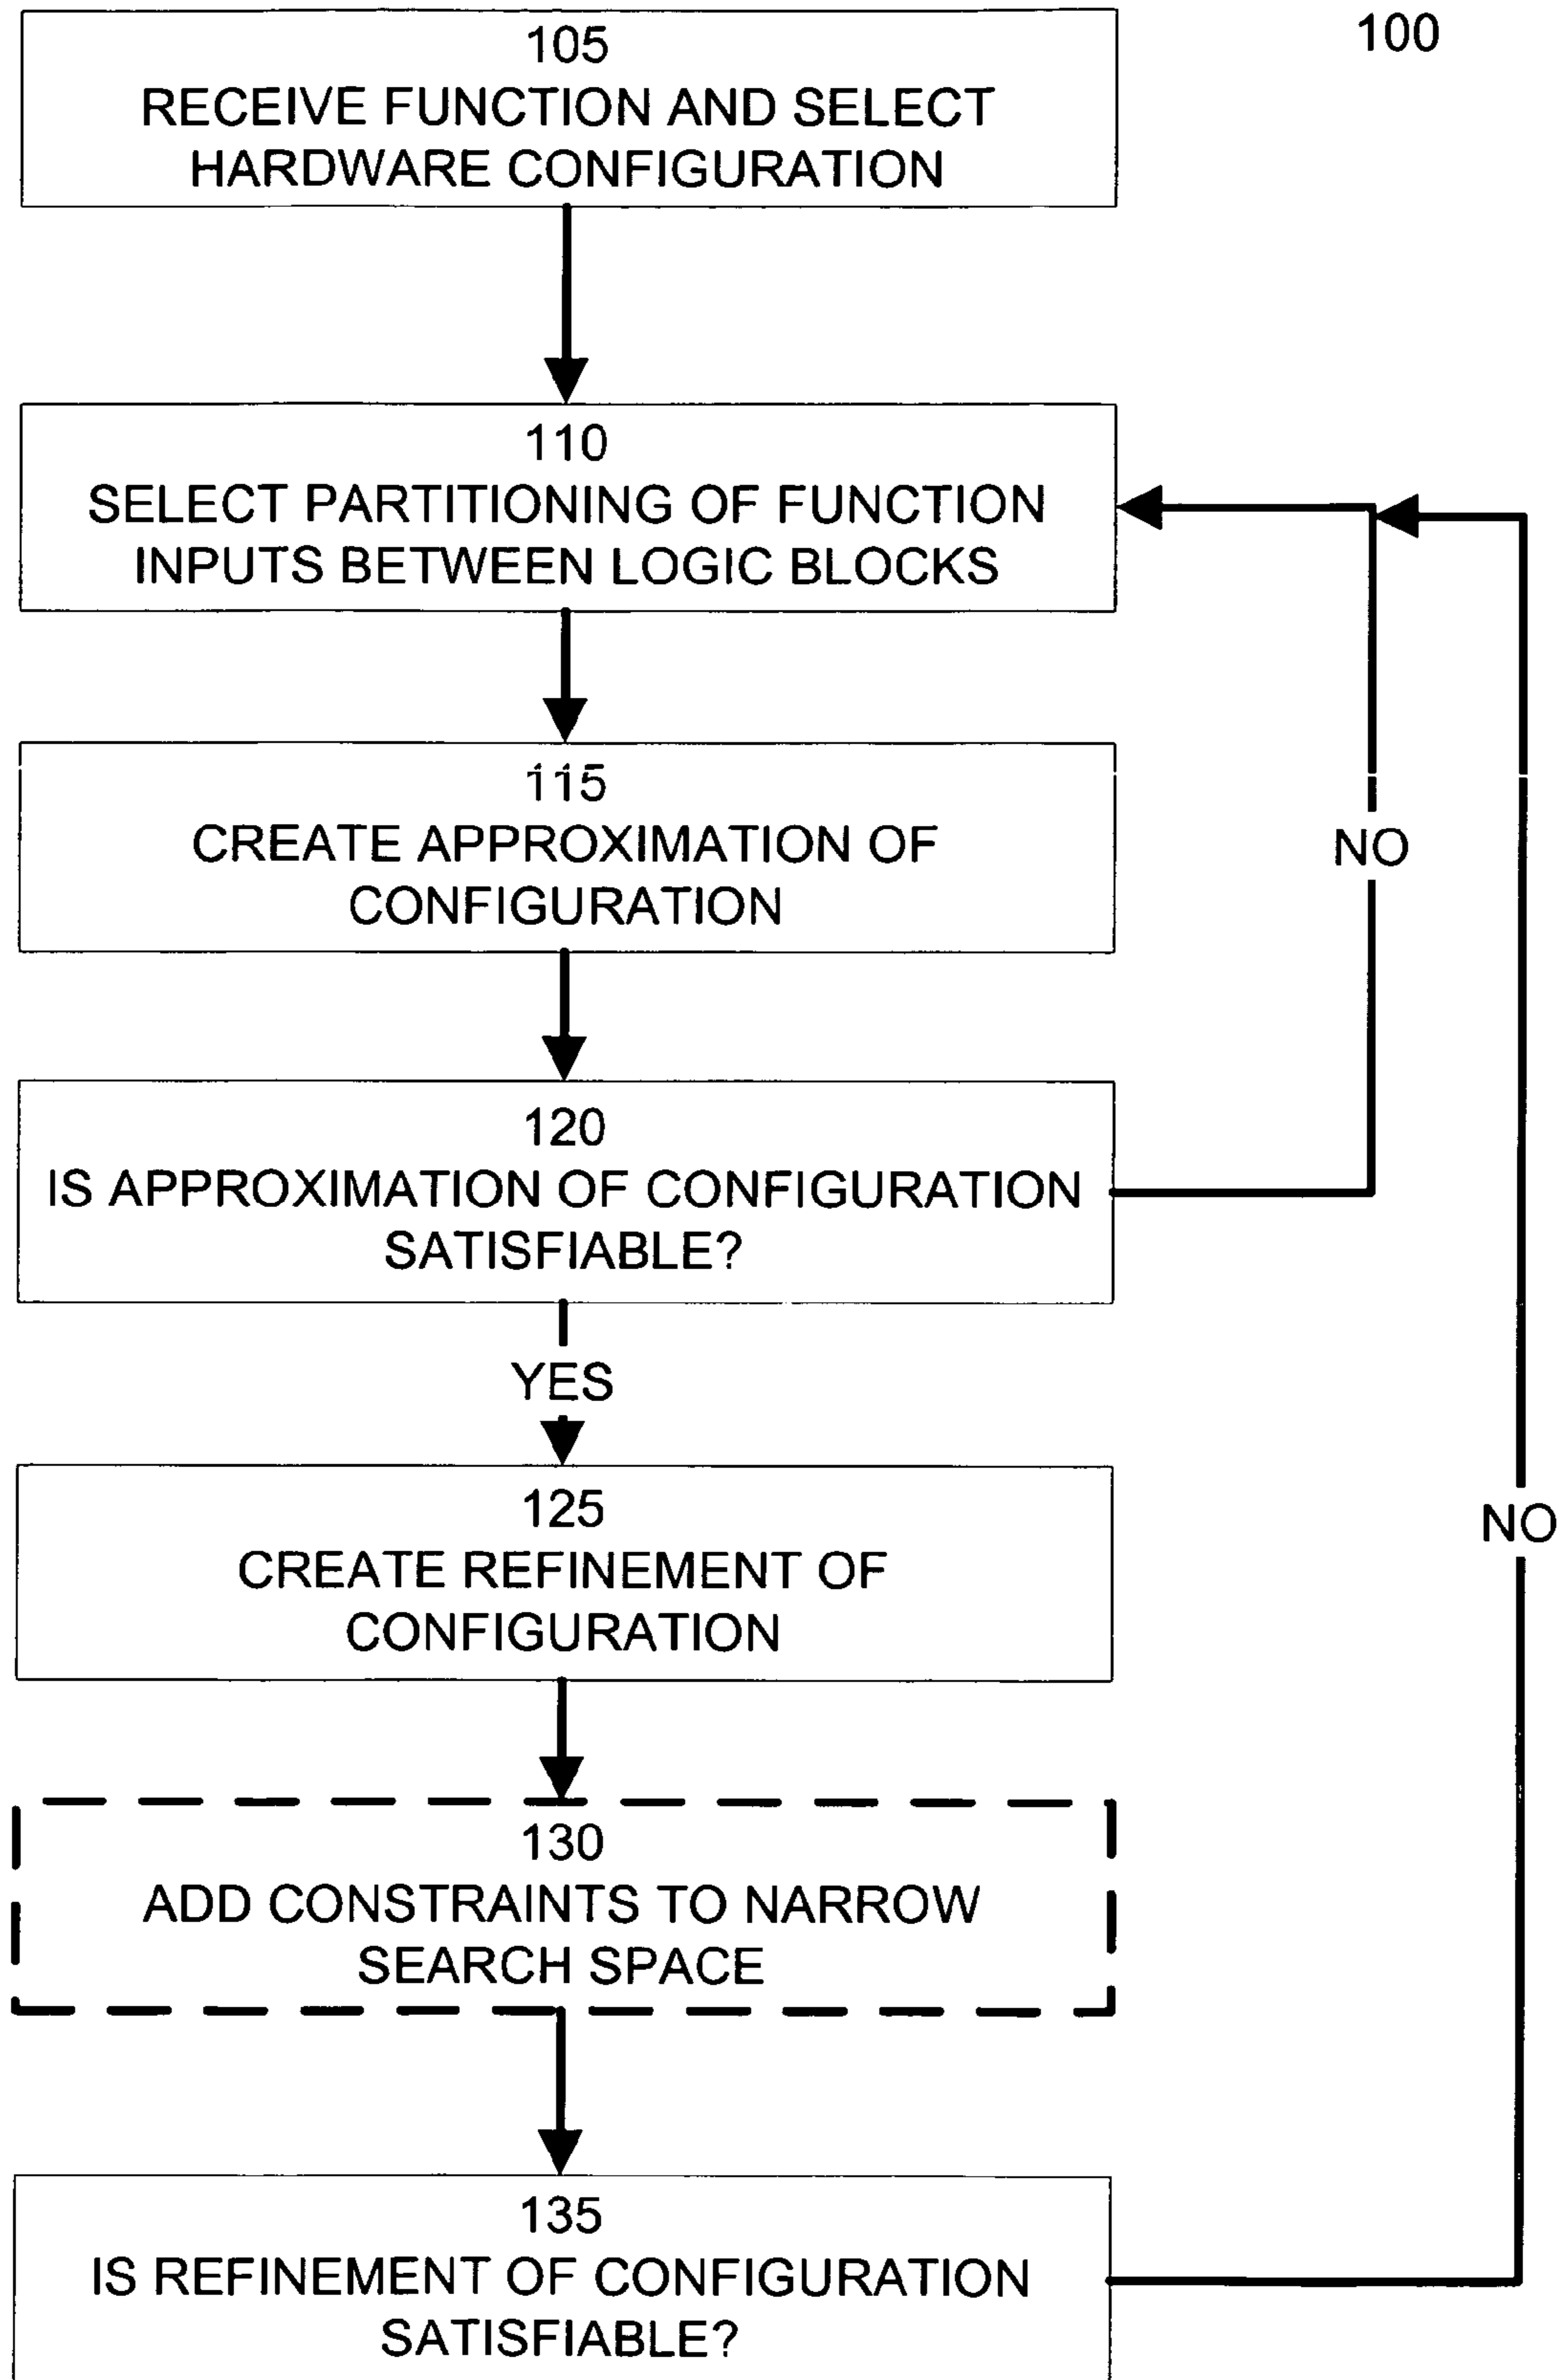 100
105
RECEIVE FUNCTION AND SELECT
HARDWARE CONFIGURATION
110
SELECT PARTITIONING OF FUNCTION
INPUTS BETWEEN LOGIC BLOCKS
115
CREATE APPROXIMATION OF
CONFIGURATION
NO
120
IS APPROXIMATION OF CONFIGURATION
SATISFIABLE?
YES
125
CREATE REFINEMENT OF
CONFIGURATION
NO
130
ADD CONSTRAINTS TO NARROW
SEARCH SPACE
135
IS REFINEMENT OF CONFIGURATION
SATISFIABLE?